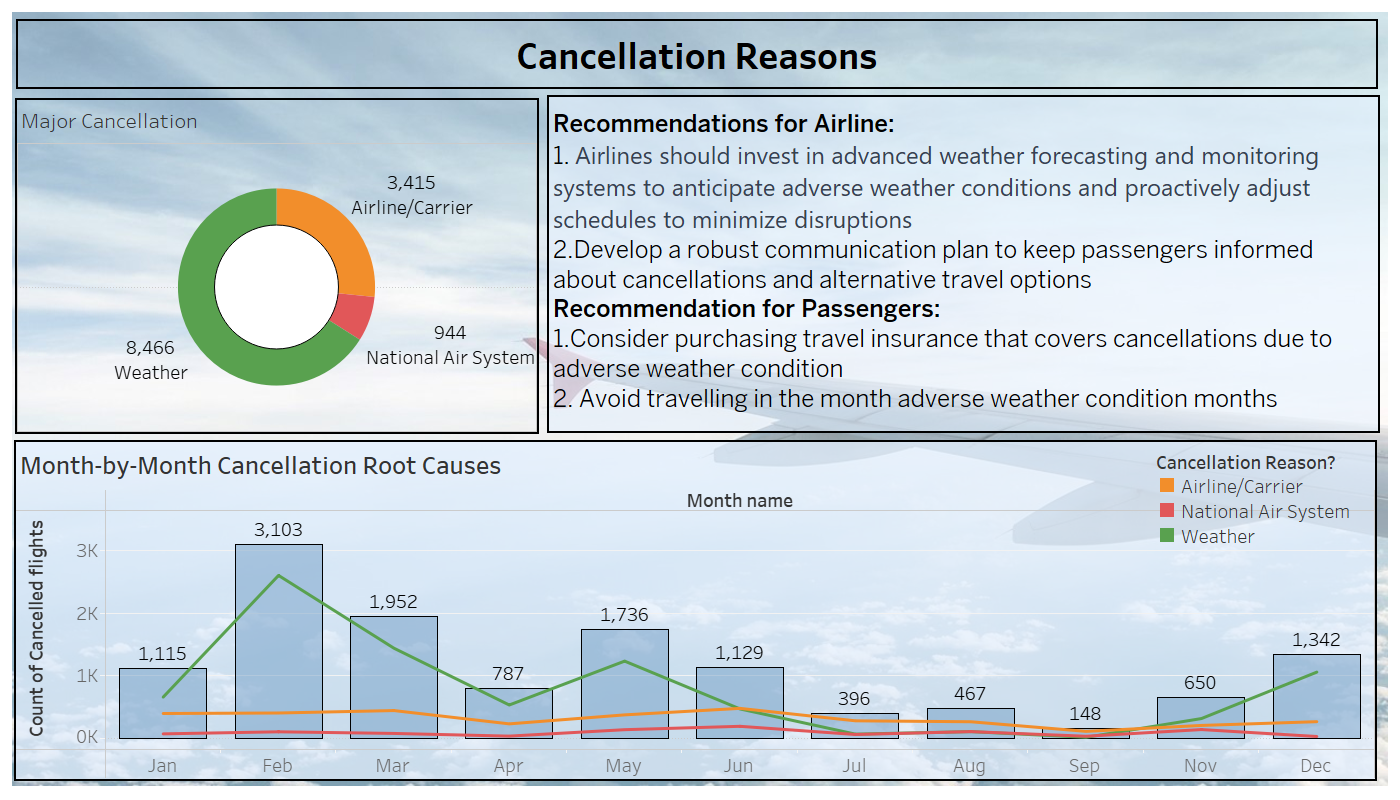 Cancellation Reasons
Major Cancellation
3,415
Airline/Carrier
944
National Air System
8,466
Weather
Recommendations for Airline:
1. Airlines should invest in advanced weather forecasting and monitoring
systems to anticipate adverse weather conditions and proactively adjust
schedules to minimize disruptions
2.Develop a robust communication plan to keep passengers informed
about cancellations and alternative travel options
Recommendation for Passengers:
1.Consider purchasing travel insurance that covers cancellations due to
adverse weather condition
2. Avoid travelling in the month adverse weather condition months
Month-by-Month Cancellation Root Causes
Cancellation Reason?
Airline/Carrier
National Air System
Weather
Month name
Count of Cancelled flights
3K
2K
1K
0K
1,115
3,103
1,952
787
1,736
1,129
396
467
148
650
1,342
Jan
Feb
Mar
Apr
May
Jun
Jul
Aug
Sep
Nov
Dec